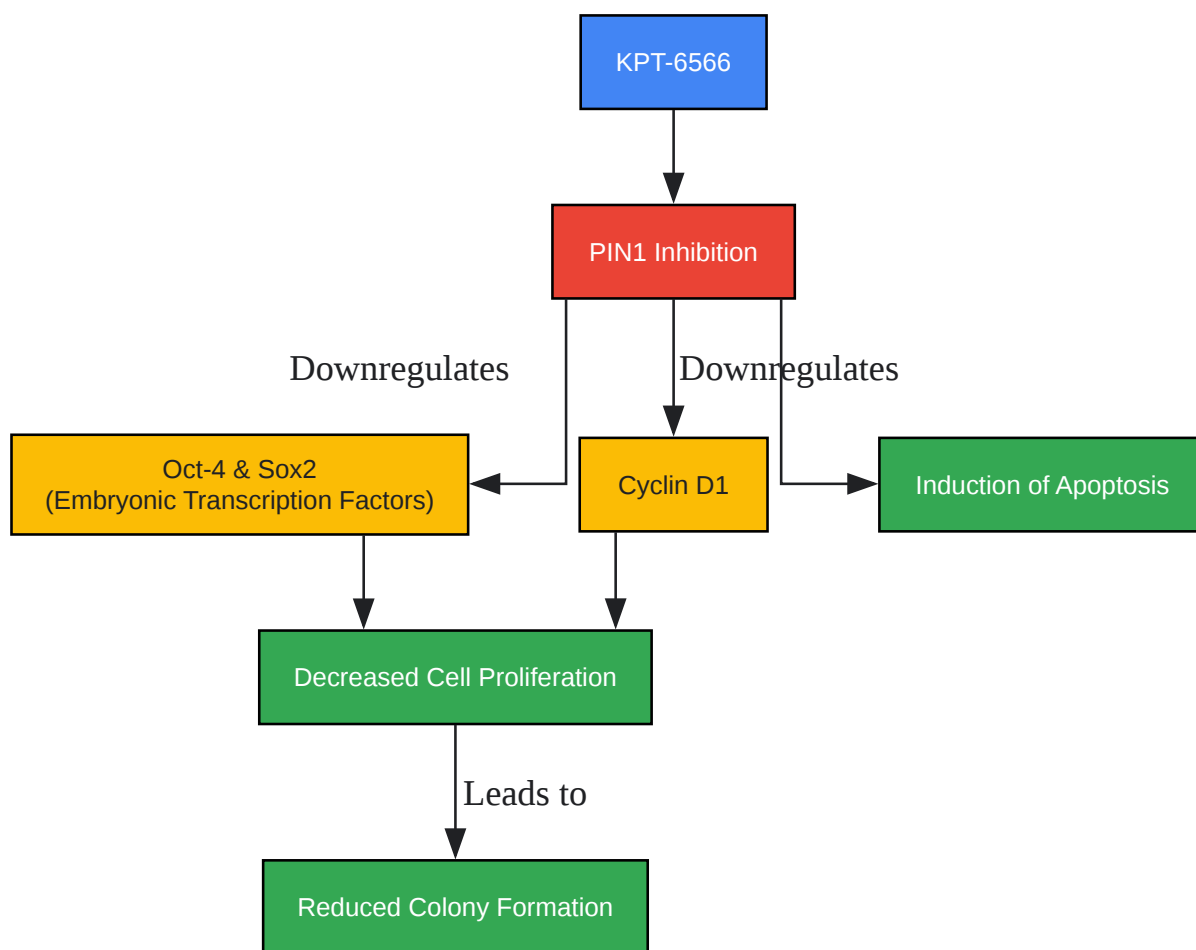 KPT-6566
PIN1 Inhibition
Downregulates
Downregulates
Oct-4 & Sox2
(Embryonic Transcription Factors)
Cyclin D1
Induction of Apoptosis
Decreased Cell Proliferation
Leads to
Reduced Colony Formation